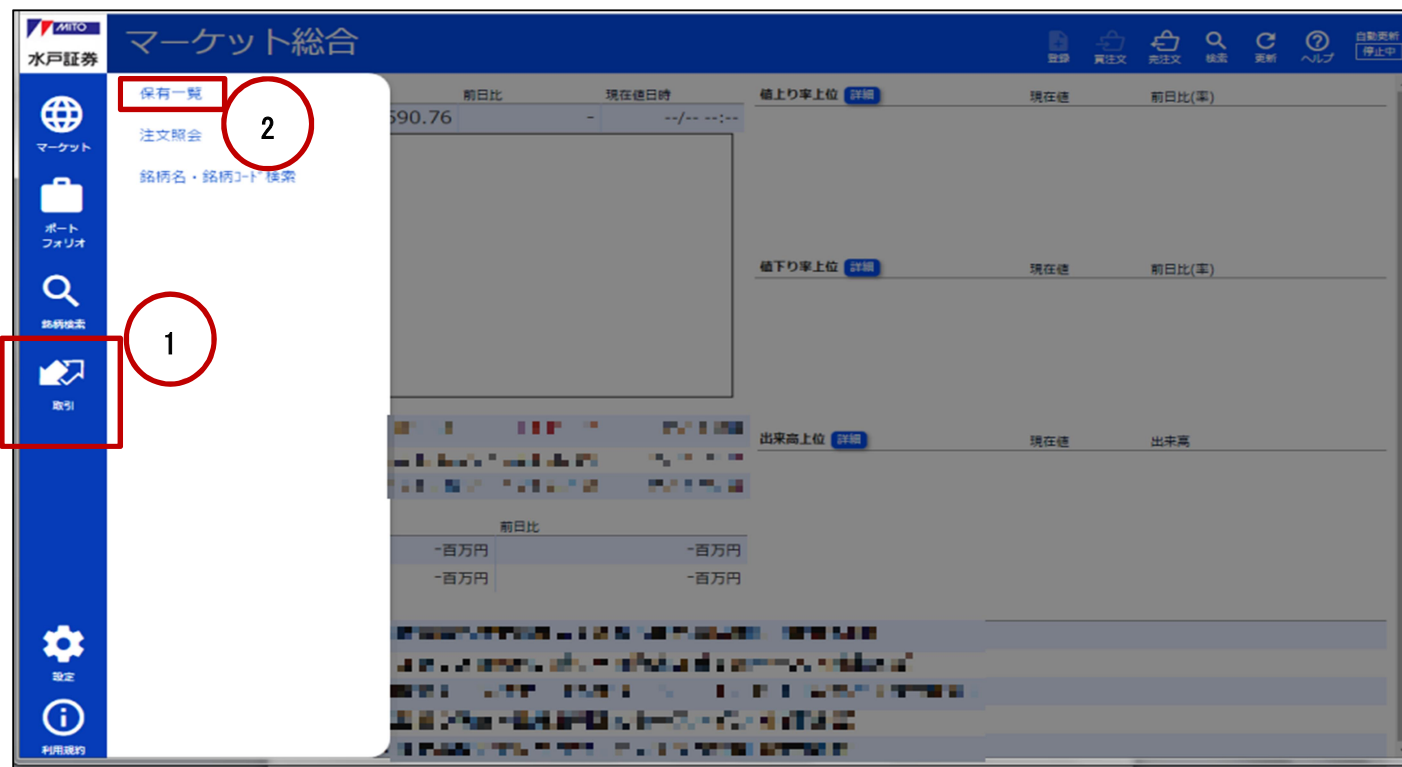 MITO
水戸証券
マーケット総合
登録
買注文
売注文
検索
更新
ヘルプ
自動更新
停止中
マーケット
ポート
フォリオ
銘柄検索
取引
設定
利用規約
保有一覧
注文照会
銘柄名・銘柄ｺｰﾄﾞ検索
1
2
前日比 現在値日時
590.76 - --/-- --:--
前日比
-百万円 -百万円
-百万円 -百万円
値上り率上位 詳細 現在値 前日比(率)
値下り率上位 詳細 現在値 前日比(率)
出来高上位 詳細 現在値 出来高